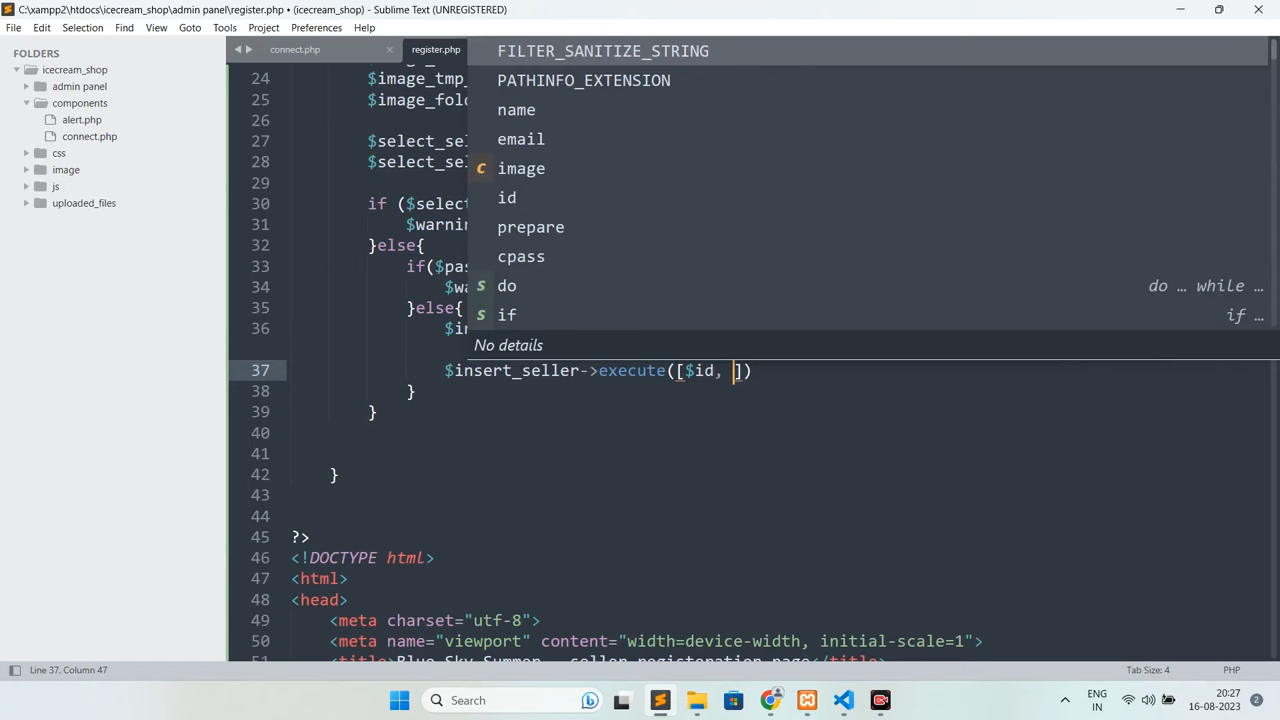 C:\xampp2\htdocs\icecream_shop\admin panel\register.php • (icecream_shop) - Sublime Text (UNREGISTERED)
File Edit Selection Find View Goto Tools Project Preferences Help
FOLDERS
icecream_shop
admin panel
components
alert.php
connect.php
css
image
js
uploaded_files
connect.php ×
register.php
FILTER_SANITIZE_STRING
PATHINFO_EXTENSION
name
email
c image
id
prepare
cpass
s do do … while …
s if if …
No details
24 $image_tmp_
25 $image_fol
26
27 $select_sel
28 $select_sel
29
30 if ($selec
31 $warnin
32 }else{
33 if($pa
34 $wa
35 }else{
36 $in
37 $insert_seller->execute([$id, ])
38 }
39 }
40
41
42 }
43
44
45 ?>
46 <!DOCTYPE html>
47 <html>
48 <head>
49 <meta charset="utf-8">
50 <meta name="viewport" content="width=device-width, initial-scale=1">
51 <title>Blue Sky Summer - seller registeration page</title>
Line 37, Column 47
Tab Size: 4
PHP
Search
ENG
IN
20:27
16-08-2023
2